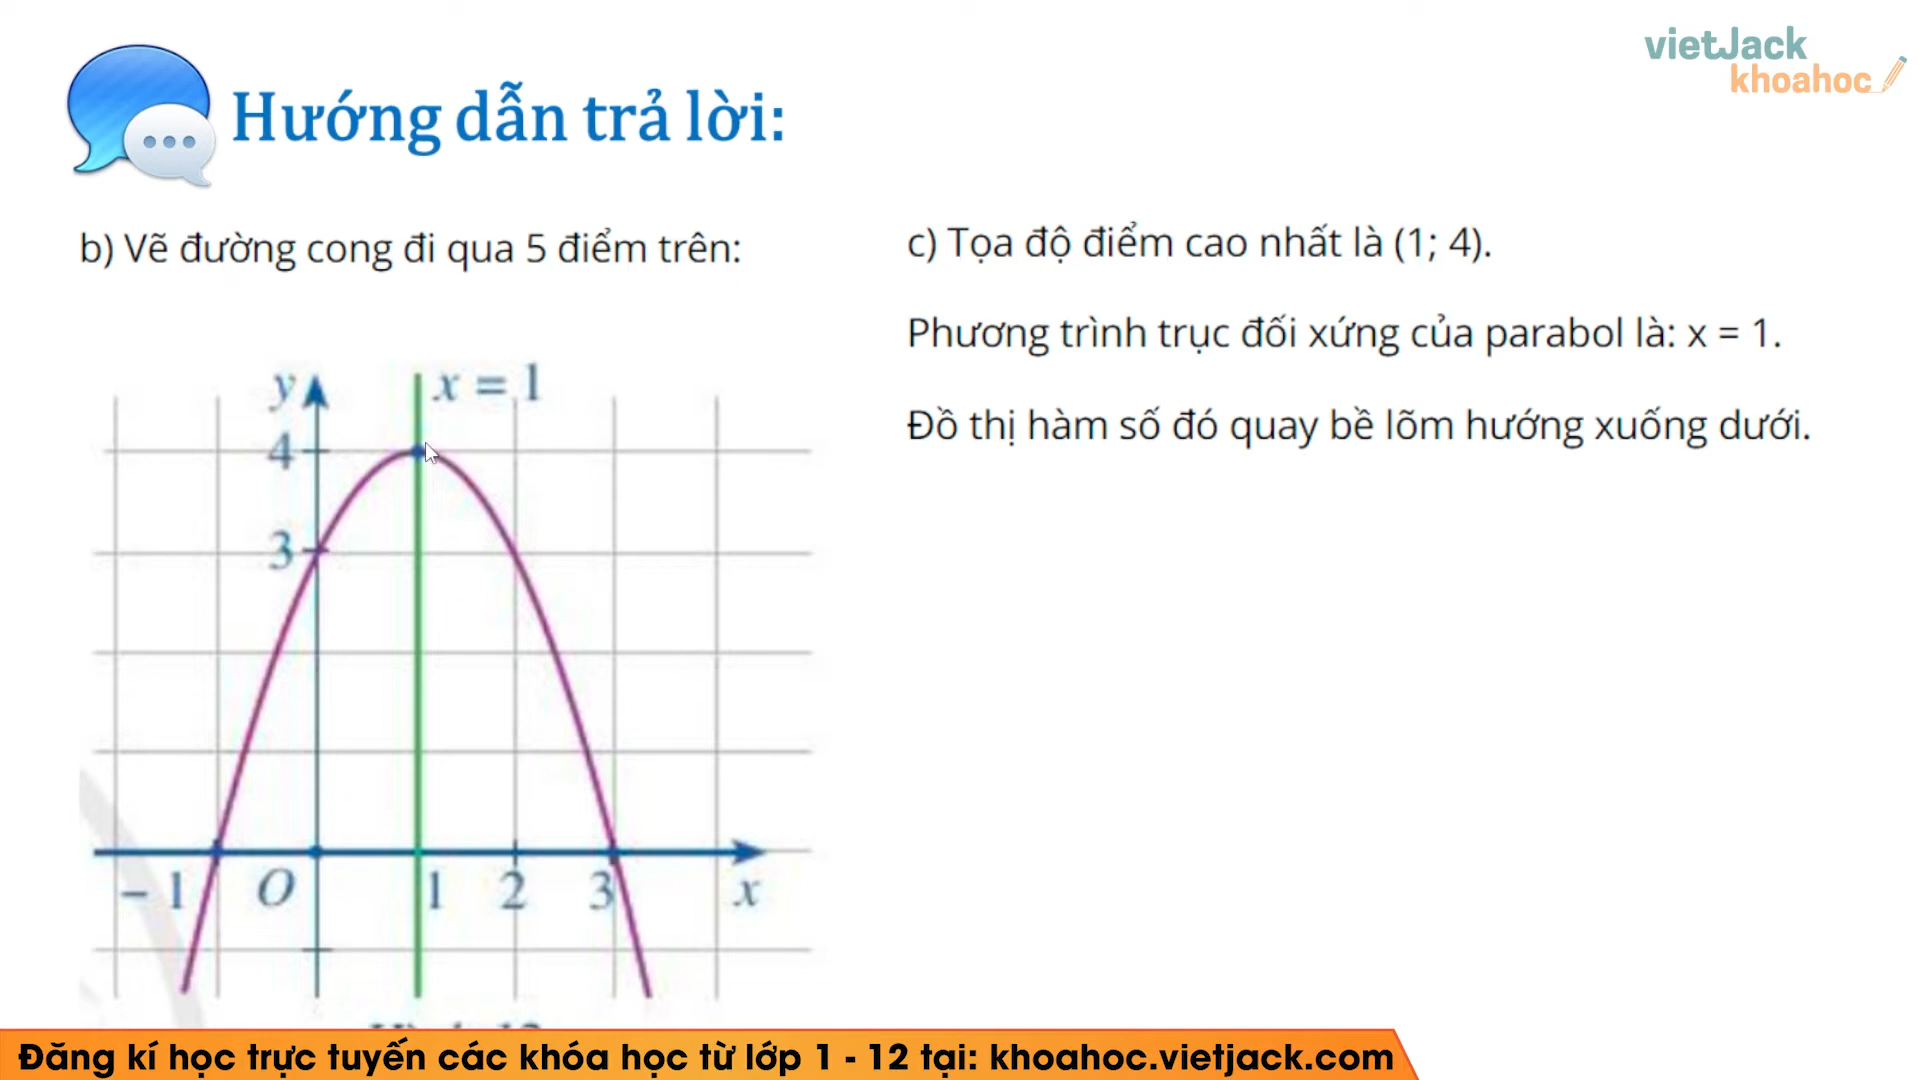 vietJack
khoahoc
Hướng dẫn trả lời:
b) Vẽ đường cong đi qua 5 điểm trên:
y
x = 1
4
3
– 1
O
1
2
3
x
c) Tọa độ điểm cao nhất là (1; 4).
Phương trình trục đối xứng của parabol là: x = 1.
Đồ thị hàm số đó quay bề lõm hướng xuống dưới.
Đăng kí học trực tuyến các khóa học từ lớp 1 - 12 tại: khoahoc.vietjack.com